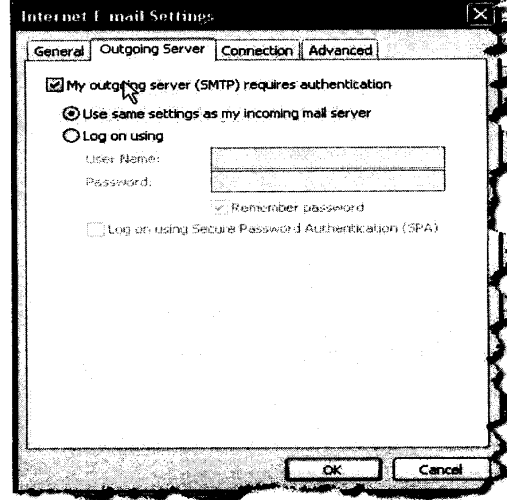 Internet E-mail Settings
General Outgoing Server Connection Advanced
My outgoing server (SMTP) requires authentication
Use same settings as my incoming mail server
Log on using
User Name:
Password:
Remember password
Log on using Secure Password Authentication (SPA)
OK Cancel